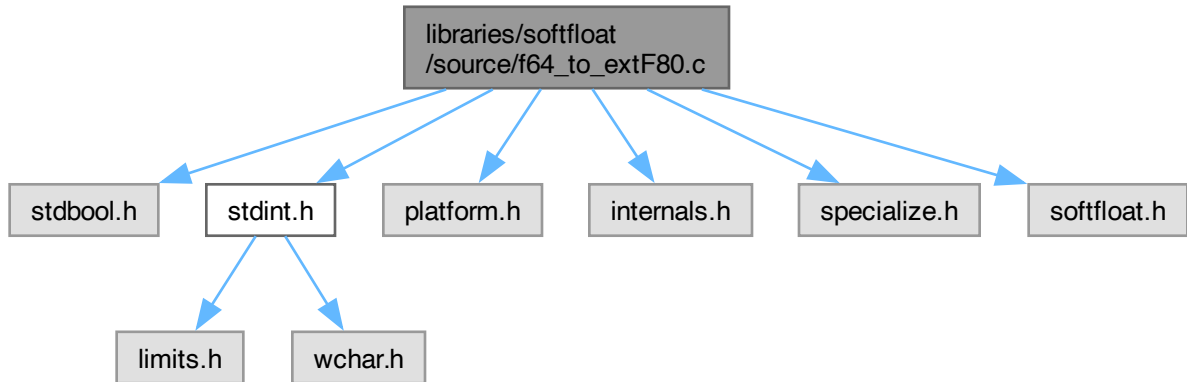 libraries/softfloat
/source/f64_to_extF80.c
stdbool.h
stdint.h
platform.h
internals.h
specialize.h
softfloat.h
limits.h
wchar.h